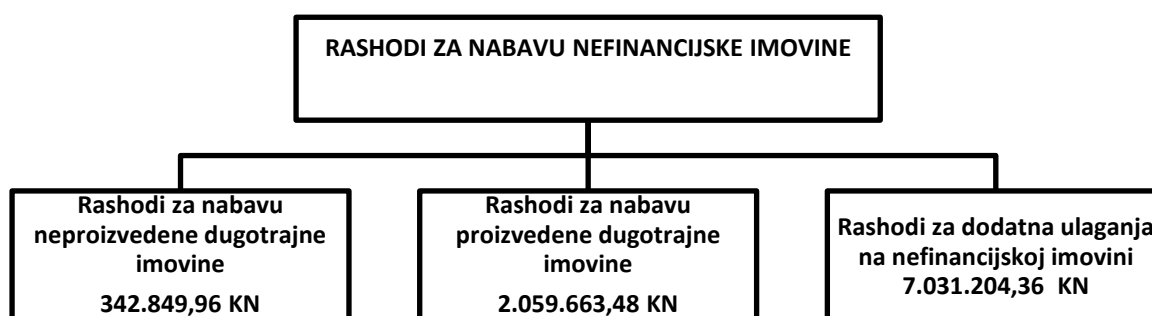 RASHODI ZA NABAVU NEFINANCIJSKE IMOVINE
Rashodi za nabavu
neproizvedene dugotrajne
imovine
342.849,96 KN
Rashodi za nabavu
proizvedene dugotrajne
imovine
2.059.663,48 KN
Rashodi za dodatna ulaganja
na nefinancijskoj imovini
7.031.204,36 KN